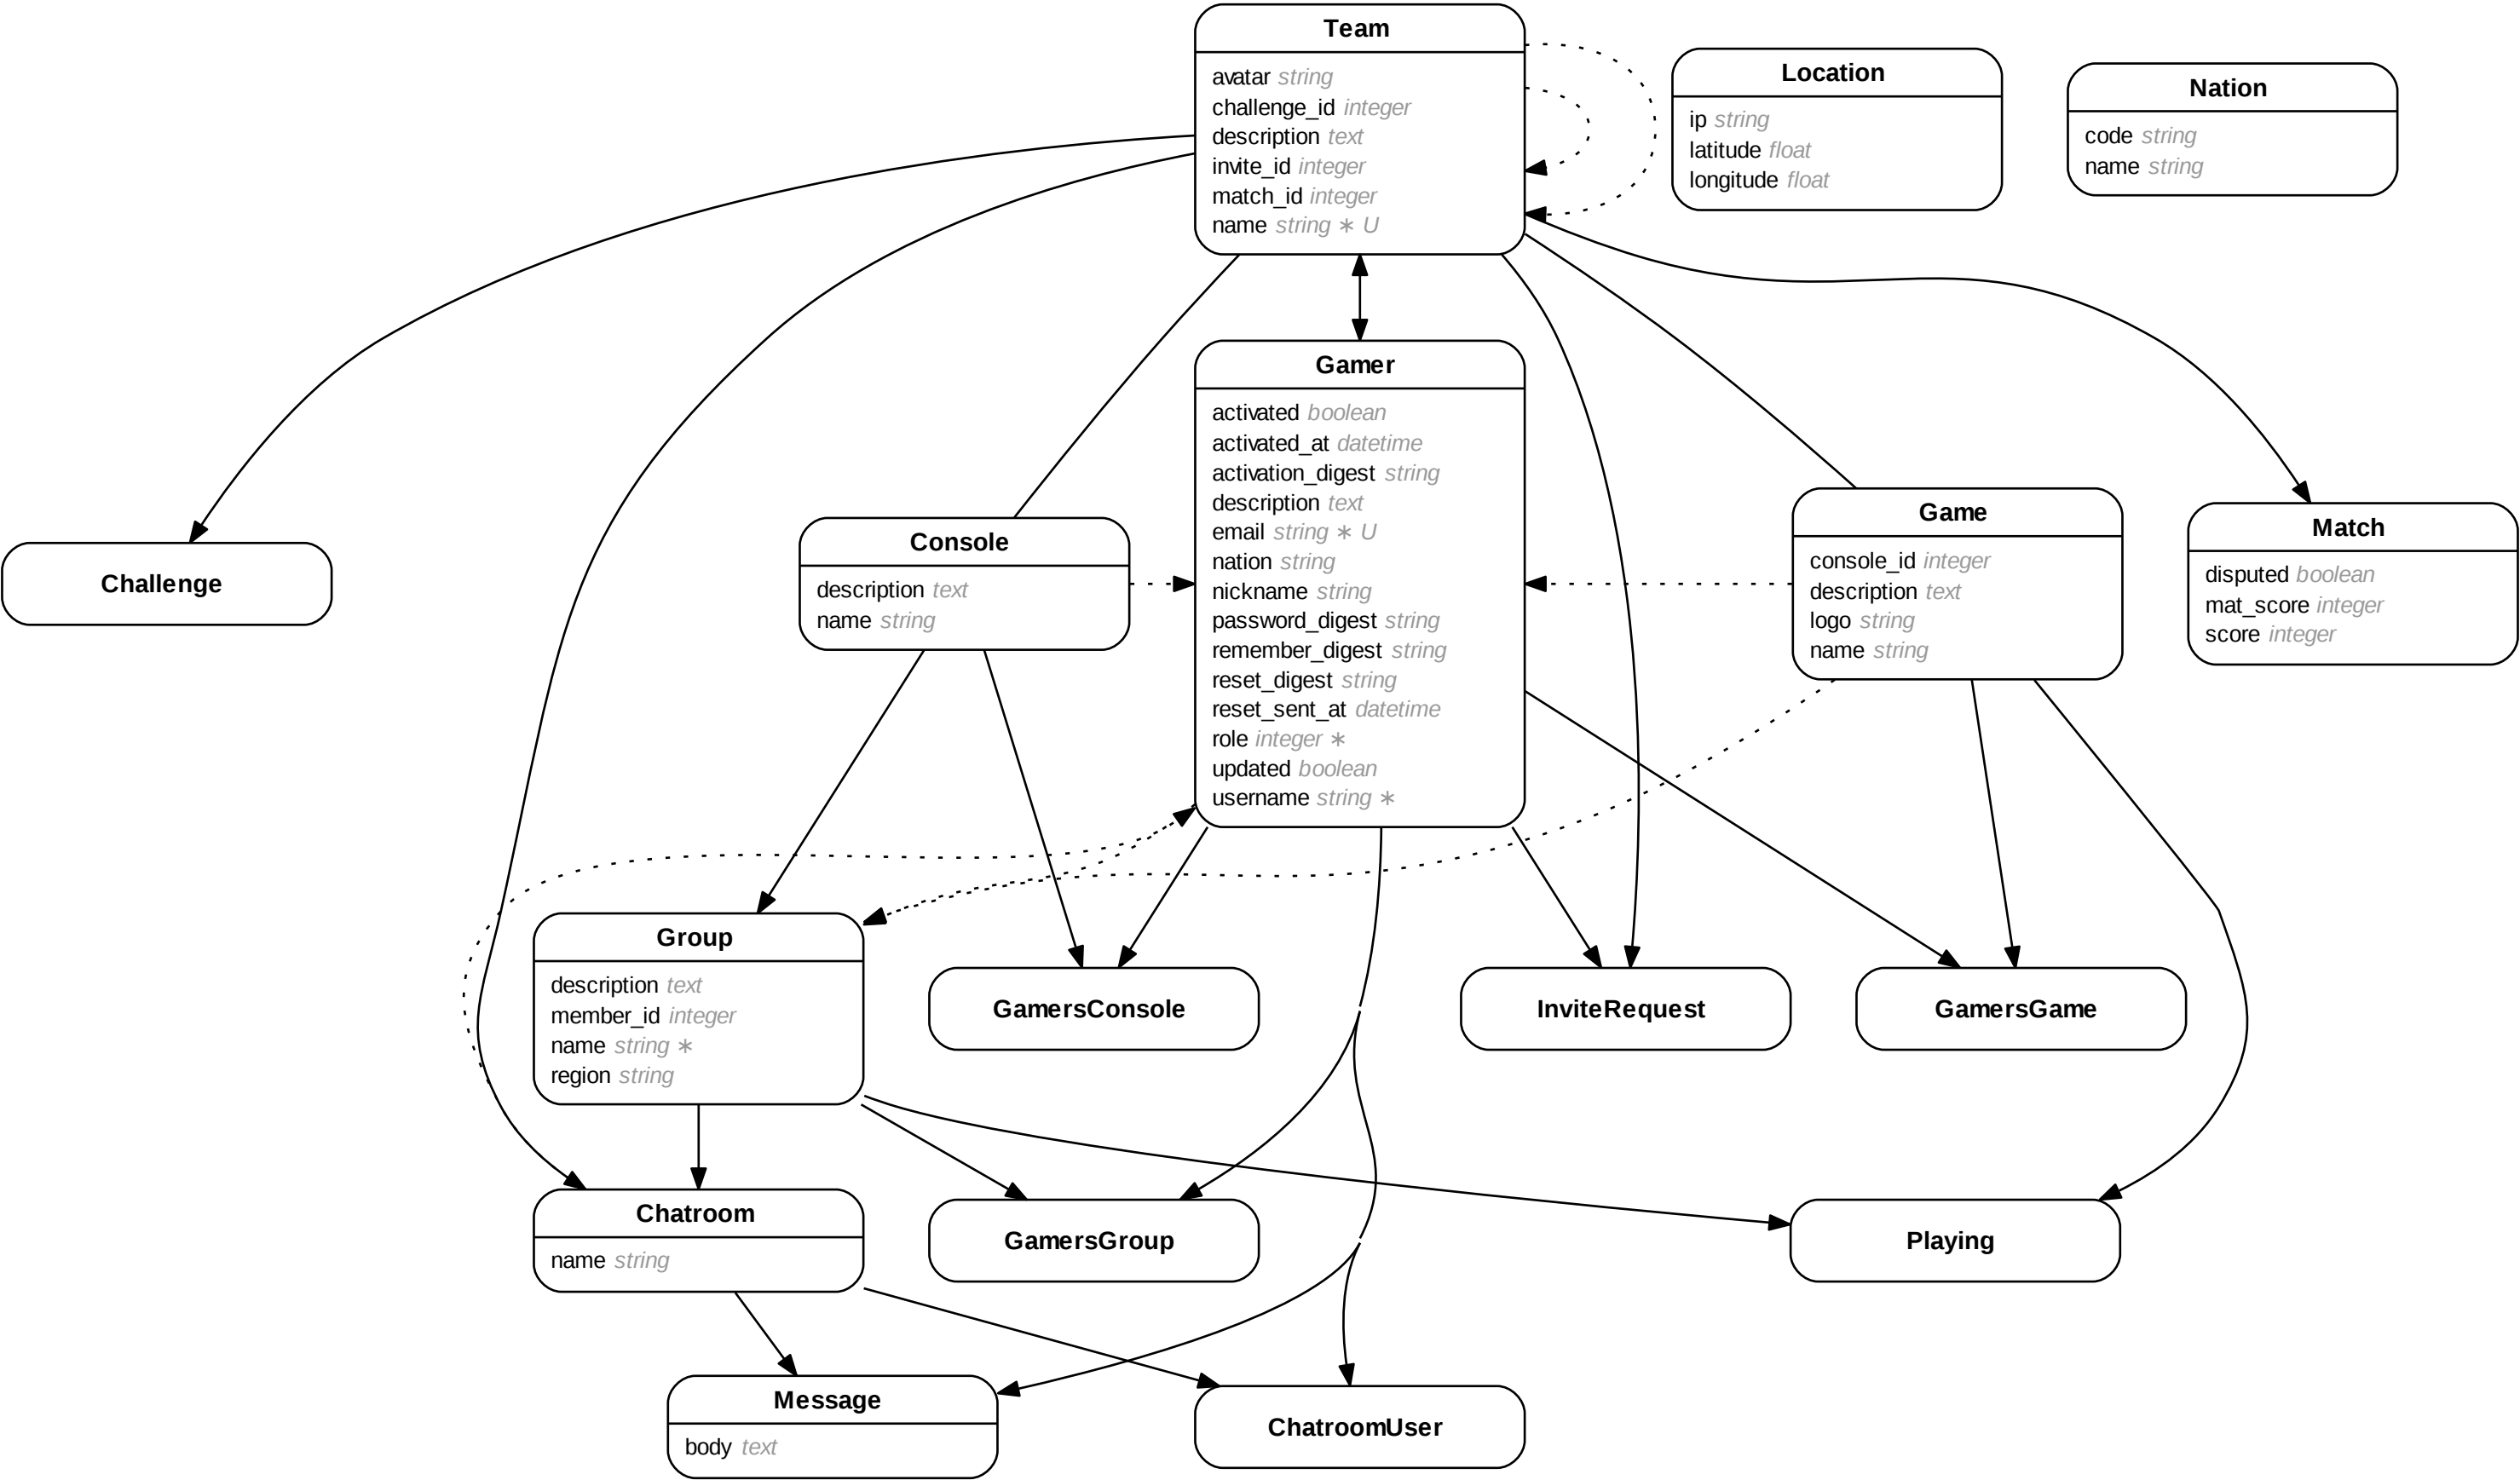 Team
avatar string
challenge_id integer
description text
invite_id integer
match_id integer
name string ∗ U
Location
ip string
latitude float
longitude float
Nation
code string
name string
Gamer
activated boolean
activated_at datetime
activation_digest string
description text
email string ∗ U
nation string
nickname string
password_digest string
remember_digest string
reset_digest string
reset_sent_at datetime
role integer ∗
updated boolean
username string ∗
Challenge
Console
description text
name string
Game
console_id integer
description text
logo string
name string
Match
disputed boolean
mat_score integer
score integer
Group
description text
member_id integer
name string ∗
region string
GamersConsole
InviteRequest
GamersGame
Chatroom
name string
GamersGroup
Playing
Message
body text
ChatroomUser